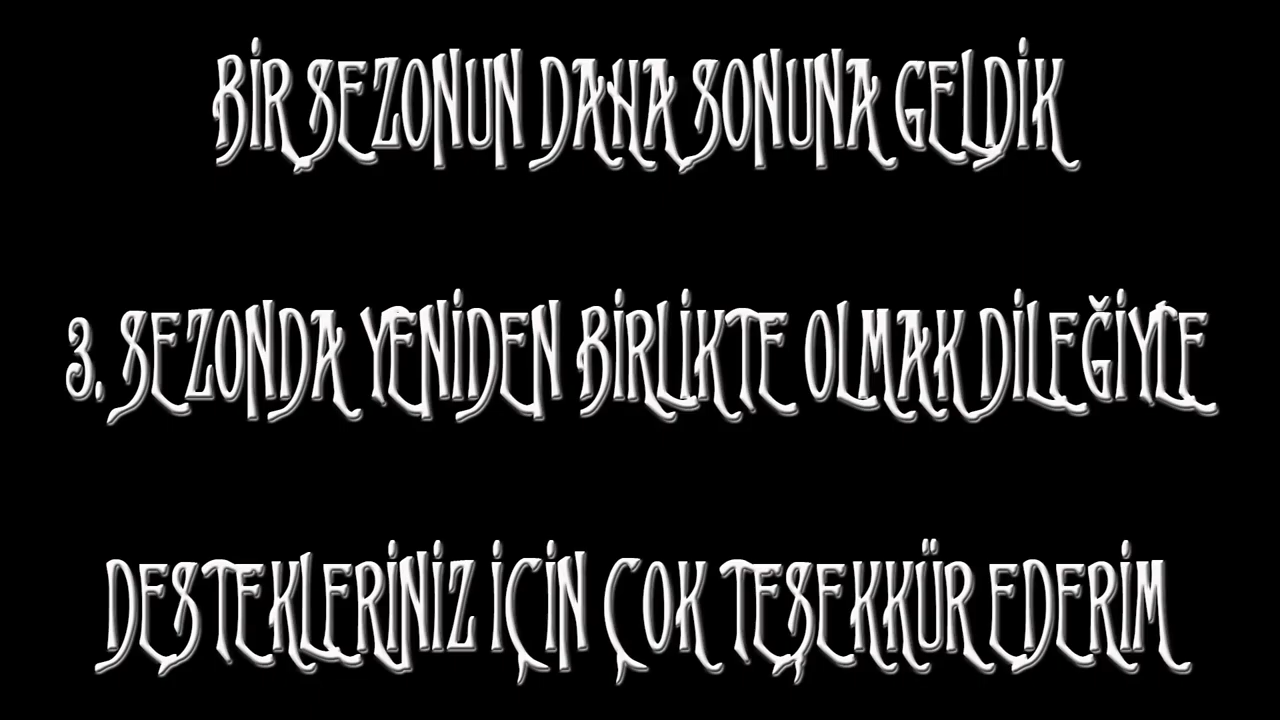 BİR SEZONUN DAHA SONUNA GELDİK
3. SEZONDA YENİDEN BİRLİKTE OLMAK DİLEĞİYLE
DESTEKLERİNİZ İÇİN ÇOK TEŞEKKÜR EDERİM